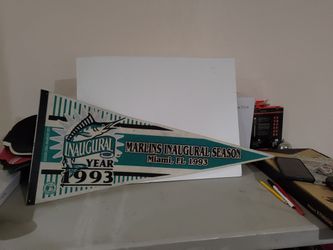 INAUGURAL
YEAR
1993
MARLINS INAUGURAL SEASON
Miami, FL 1993